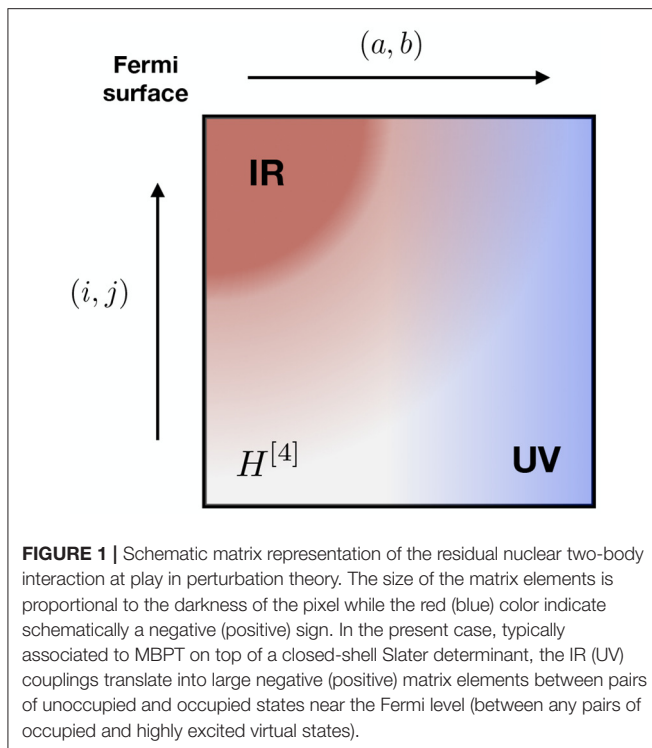 (a, b)
Fermi
surface
IR
(i, j)
H^{[4]}
UV
FIGURE 1 | Schematic matrix representation of the residual nuclear two-body
interaction at play in perturbation theory. The size of the matrix elements is
proportional to the darkness of the pixel while the red (blue) color indicate
schematically a negative (positive) sign. In the present case, typically
associated to MBPT on top of a closed-shell Slater determinant, the IR (UV)
couplings translate into large negative (positive) matrix elements between pairs
of unoccupied and occupied states near the Fermi level (between any pairs of
occupied and highly excited virtual states).